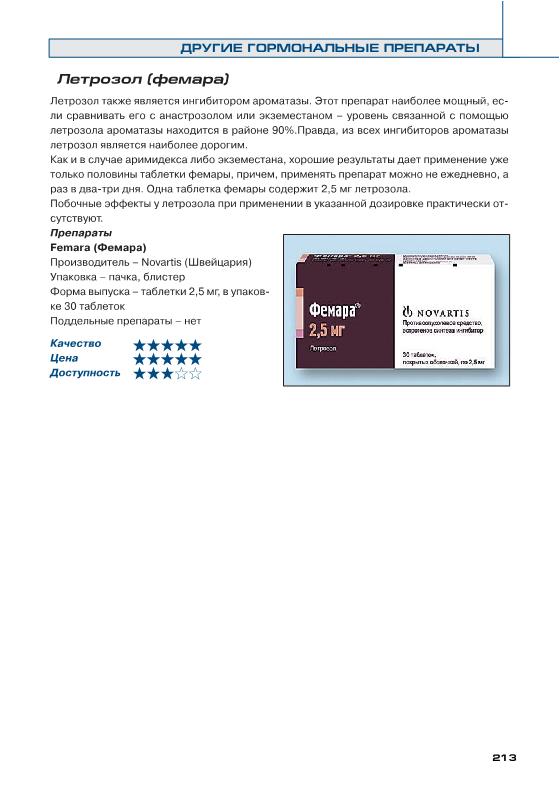 ДРУГИЕ ГОРМОНАЛЬНЫЕ ПРЕПАРАТЫ
Летрозол (фемара)
Летрозол также является ингибитором ароматазы. Этот препарат наиболее мощный, ес-
ли сравнивать его с анастрозолом или экземестаном – уровень связанной с помощью
летрозола ароматазы находится в районе 90%.Правда, из всех ингибиторов ароматазы
летрозол является наиболее дорогим.
Как и в случае аримидекса либо экземестана, хорошие результаты дает применение уже
только половины таблетки фемары, причем, применять препарат можно не ежедневно, а
раз в два-три дня. Одна таблетка фемары содержит 2,5 мг летрозола.
Побочные эффекты у летрозола при применении в указанной дозировке практически от-
сутствуют.
Препараты
Femara (Фемара)
Производитель – Novartis (Швейцария)
Упаковка – пачка, блистер
Форма выпуска – таблетки 2,5 мг, в упаков-
ке 30 таблеток
Поддельные препараты – нет
Качество ★★★★★
Цена ★★★★★
Доступность ★★★☆☆
Фемара®
2,5 мг
Летрозол
NOVARTIS
Противоопухолевое средство,
ингибитор
30 таблеток,
покрытых оболочкой, по 2,5 мг
213